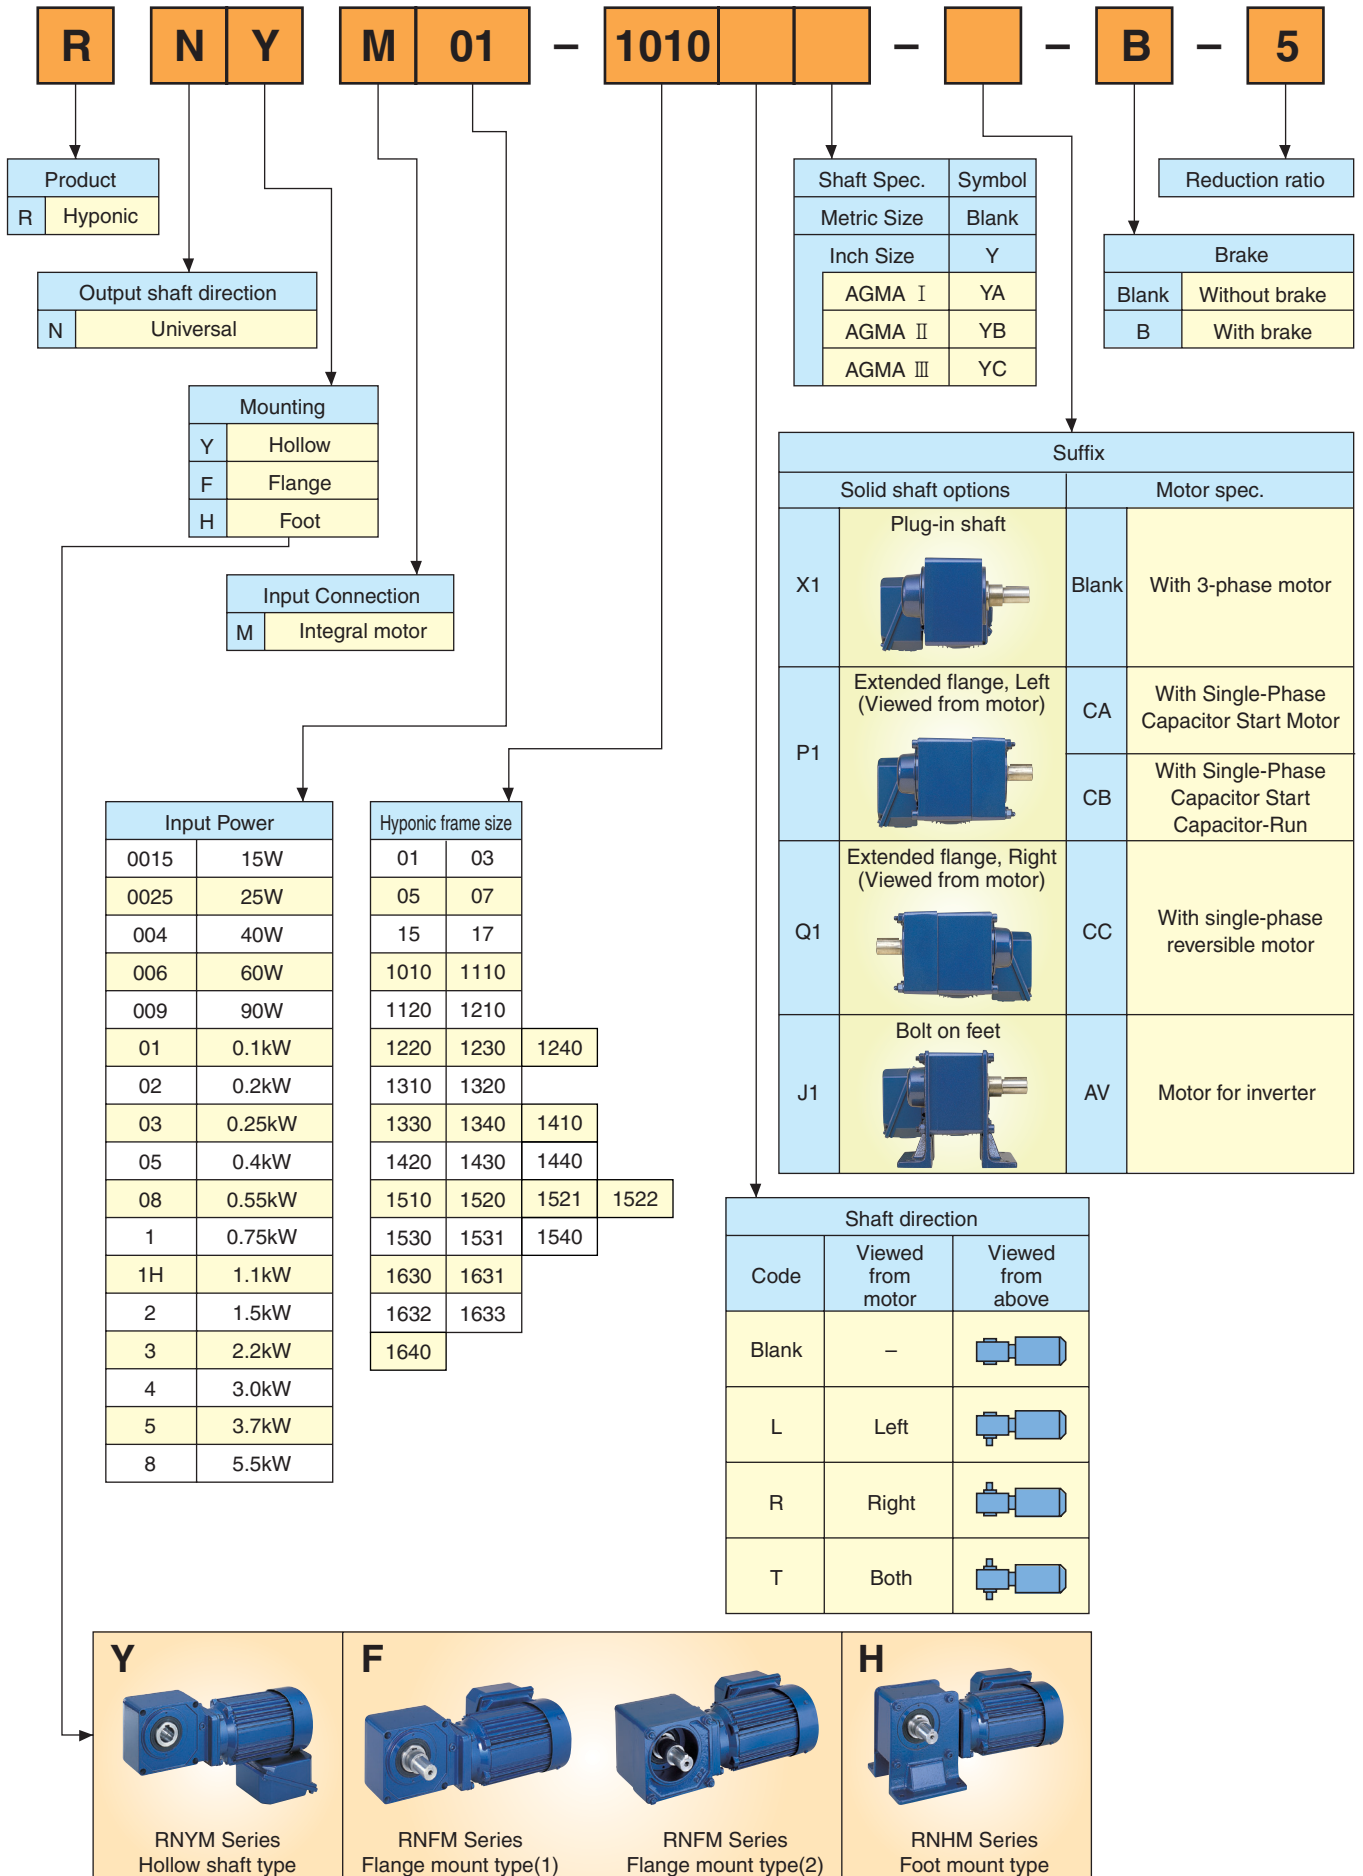 R N Y M 01 – 1010 – – B – 5
Product
R Hyponic
Output shaft direction
N Universal
Mounting
Y Hollow
F Flange
H Foot
Input Connection
M Integral motor
Shaft Spec. Symbol
Metric Size Blank
Inch Size Y
AGMA Ⅰ YA
AGMA Ⅱ YB
AGMA Ⅲ YC
Reduction ratio
Brake
Blank Without brake
B With brake
Suffix
Solid shaft options Motor spec.
X1
Plug-in shaft
Blank With 3-phase motor
P1
Extended flange, Left
(Viewed from motor)
CA
With Single-Phase
Capacitor Start Motor
CB
With Single-Phase
Capacitor Start
Capacitor-Run
Q1
Extended flange, Right
(Viewed from motor)
CC
With single-phase
reversible motor
J1
Bolt on feet
AV Motor for inverter
Input Power
0015 15W
0025 25W
004 40W
006 60W
009 90W
01 0.1kW
02 0.2kW
03 0.25kW
05 0.4kW
08 0.55kW
1 0.75kW
1H 1.1kW
2 1.5kW
3 2.2kW
4 3.0kW
5 3.7kW
8 5.5kW
Hyponic frame size
01 03
05 07
15 17
1010 1110
1120 1210
1220 1230 1240
1310 1320
1330 1340 1410
1420 1430 1440
1510 1520 1521 1522
1530 1531 1540
1630 1631
1632 1633
1640
Shaft direction
Code
Viewed
from
motor
Viewed
from
above
Blank –
L Left
R Right
T Both
Y
RNYM Series
Hollow shaft type
F
RNFM Series
Flange mount type(1)
RNFM Series
Flange mount type(2)
H
RNHM Series
Foot mount type